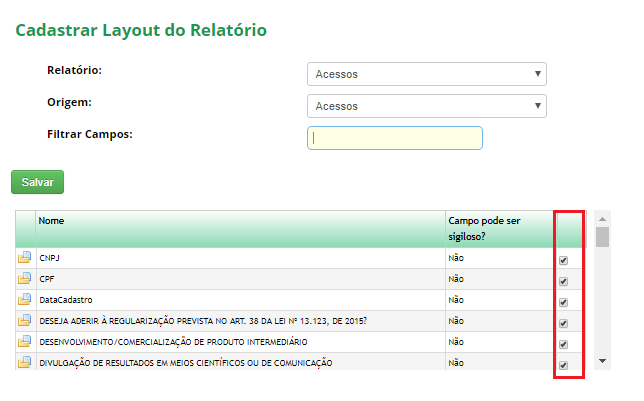 Cadastrar Layout do Relatório
Relatório:
Acessos
Origem:
Acessos
Filtrar Campos:
Salvar
Nome
Campo pode ser
sigiloso?
CNPJ
Não
CPF
Não
DataCadastro
Não
DESEJA ADERIR À REGULARIZAÇÃO PREVISTA NO ART. 38 DA LEI Nº 13.123, DE 2015?
Não
DESENVOLVIMENTO/COMERCIALIZAÇÃO DE PRODUTO INTERMEDIÁRIO
Não
DIVULGAÇÃO DE RESULTADOS EM MEIOS CIENTÍFICOS OU DE COMUNICAÇÃO
Não